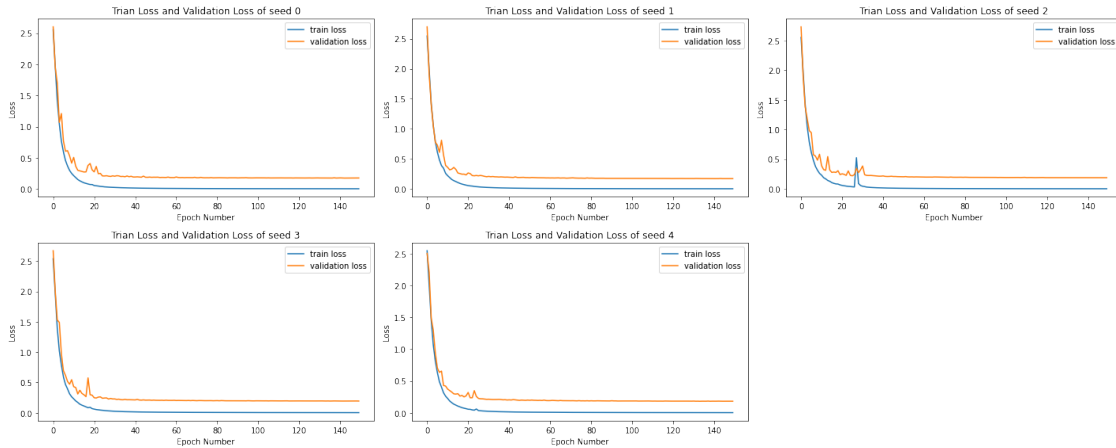 Trian Loss and Validation Loss of seed 0
train loss
validation loss
2.5
2.0
1.5
1.0
0.5
0.0
Loss
0 20 40 60 80 100 120 140
Epoch Number
Trian Loss and Validation Loss of seed 1
train loss
validation loss
2.5
2.0
1.5
1.0
0.5
0.0
Loss
0 20 40 60 80 100 120 140
Epoch Number
Trian Loss and Validation Loss of seed 2
train loss
validation loss
2.5
2.0
1.5
1.0
0.5
0.0
Loss
0 20 40 60 80 100 120 140
Epoch Number
Trian Loss and Validation Loss of seed 3
train loss
validation loss
2.5
2.0
1.5
1.0
0.5
0.0
Loss
0 20 40 60 80 100 120 140
Epoch Number
Trian Loss and Validation Loss of seed 4
train loss
validation loss
2.5
2.0
1.5
1.0
0.5
0.0
Loss
0 20 40 60 80 100 120 140
Epoch Number